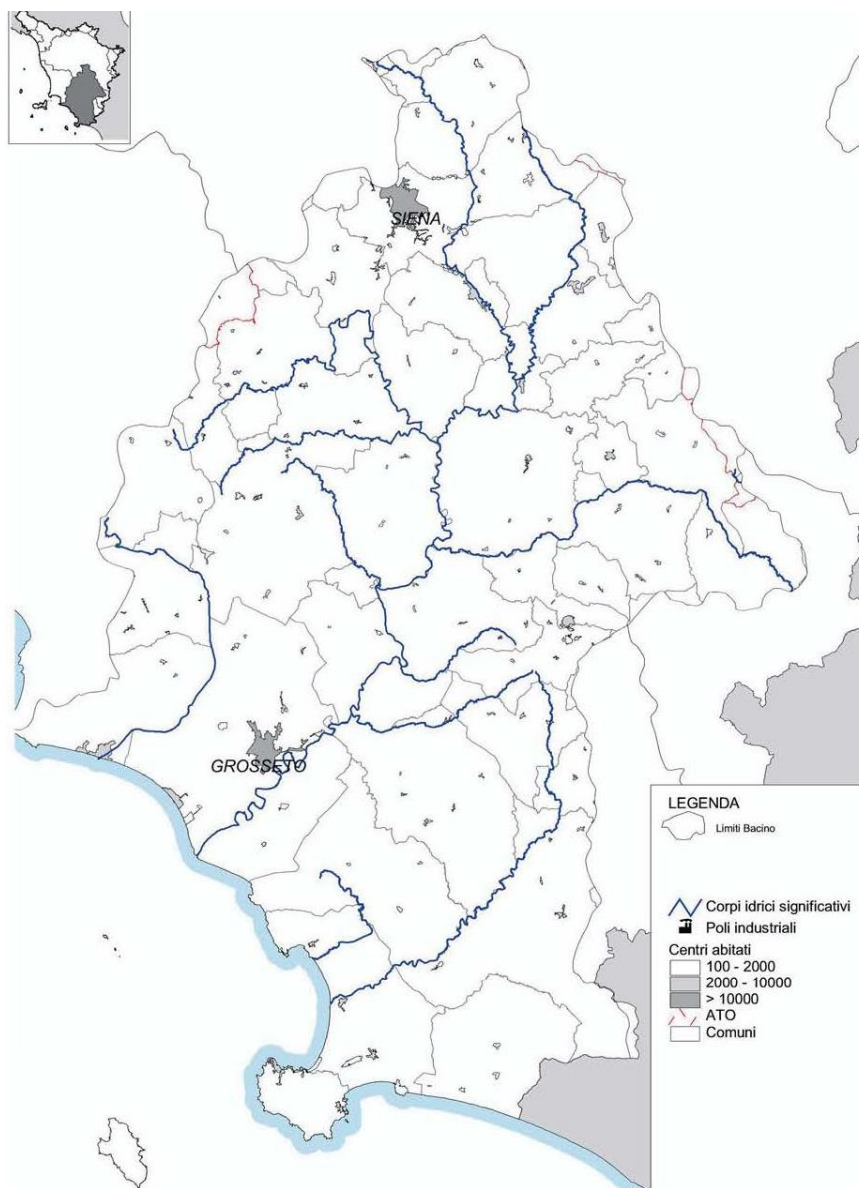 SIENA
GROSSETO
LEGENDA
Limiti Bacino
Corpi idrici significativi
Poli industriali
Centri abitati
100 - 2000
2000 - 10000
> 10000
ATO
Comuni